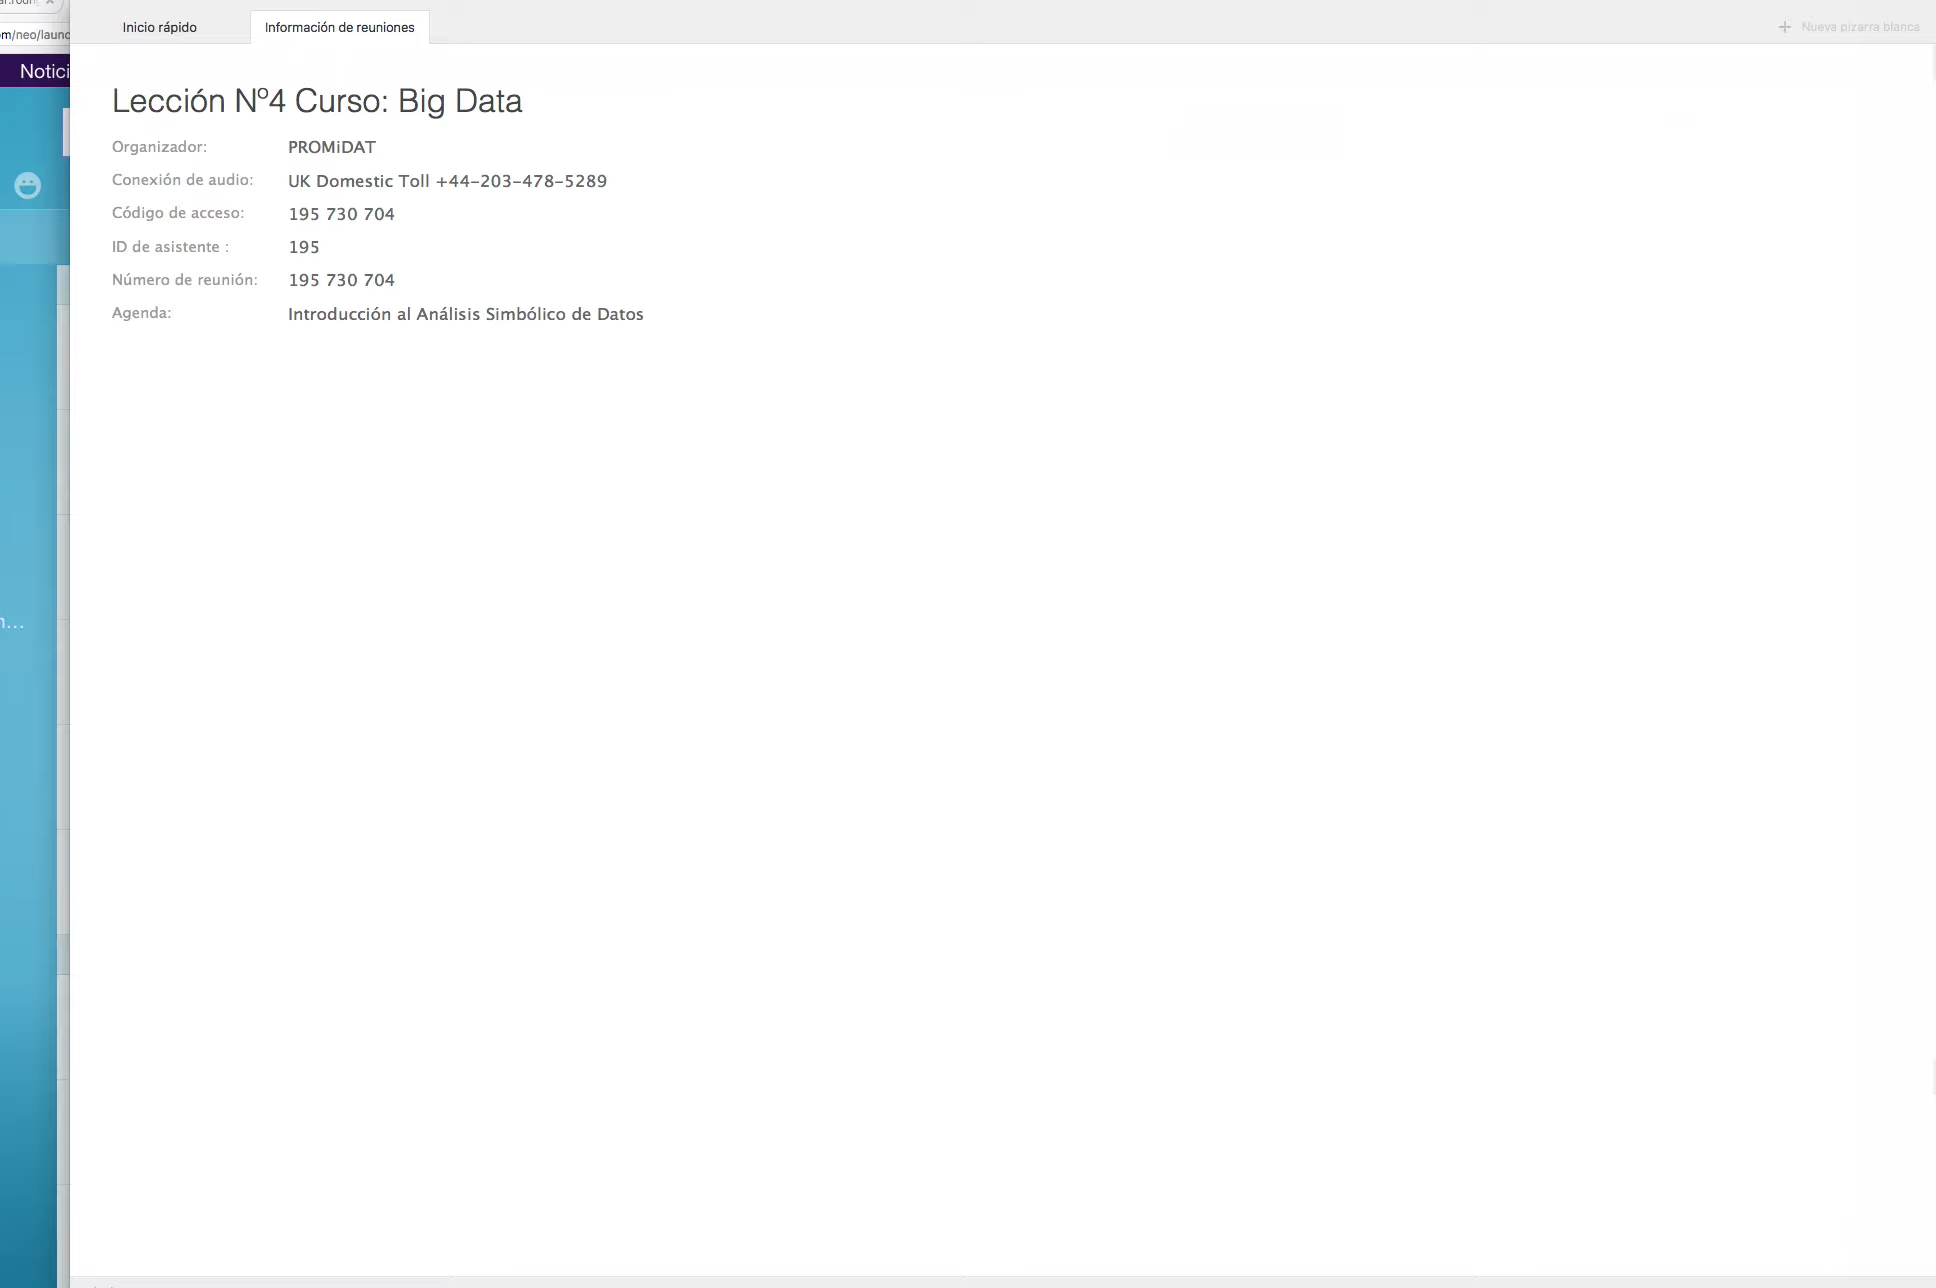 Inicio rápido
Información de reuniones
Nueva pizarra blanca
om/neo/launc
Notici
Lección Nº4 Curso: Big Data
Organizador: PROMiDAT
Conexión de audio: UK Domestic Toll +44-203-478-5289
Código de acceso: 195 730 704
ID de asistente : 195
Número de reunión: 195 730 704
Agenda: Introducción al Análisis Simbólico de Datos